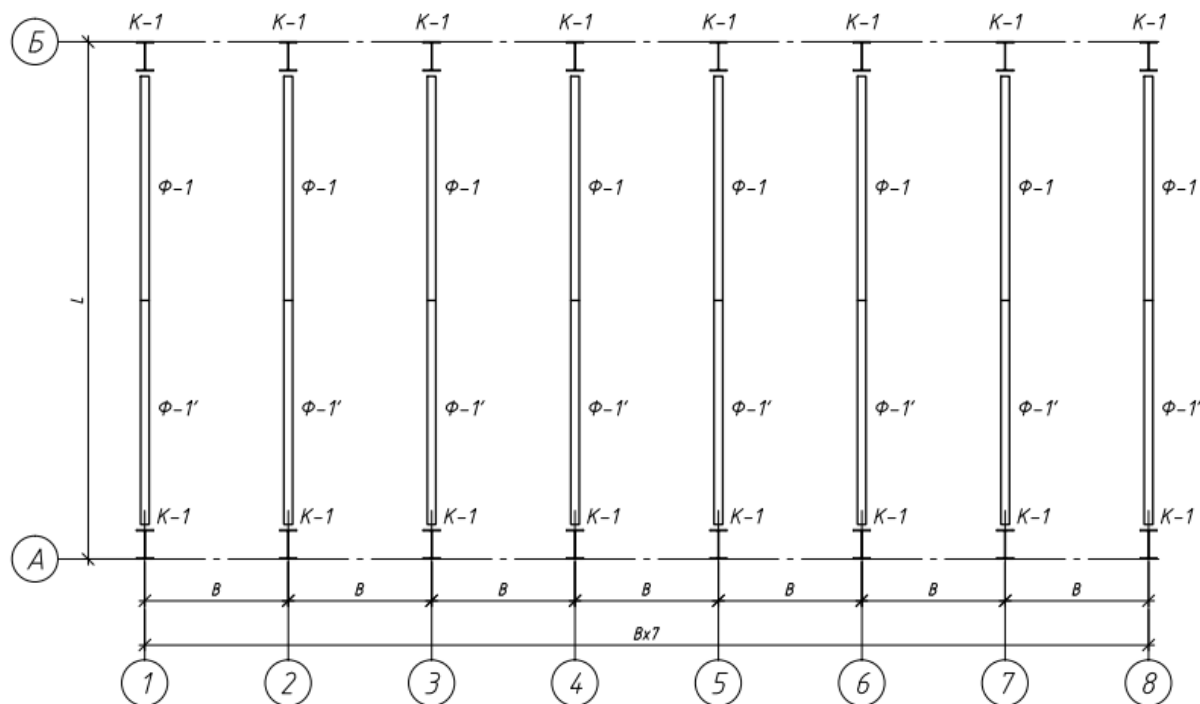 К-1 К-1 К-1 К-1 К-1 К-1 К-1 К-1
Б
Ф-1 Ф-1 Ф-1 Ф-1 Ф-1 Ф-1 Ф-1 Ф-1
L
Ф-1' Ф-1' Ф-1' Ф-1' Ф-1' Ф-1' Ф-1' Ф-1'
К-1 К-1 К-1 К-1 К-1 К-1 К-1 К-1
А
В В В В В В В
Вх7
1 2 3 4 5 6 7 8